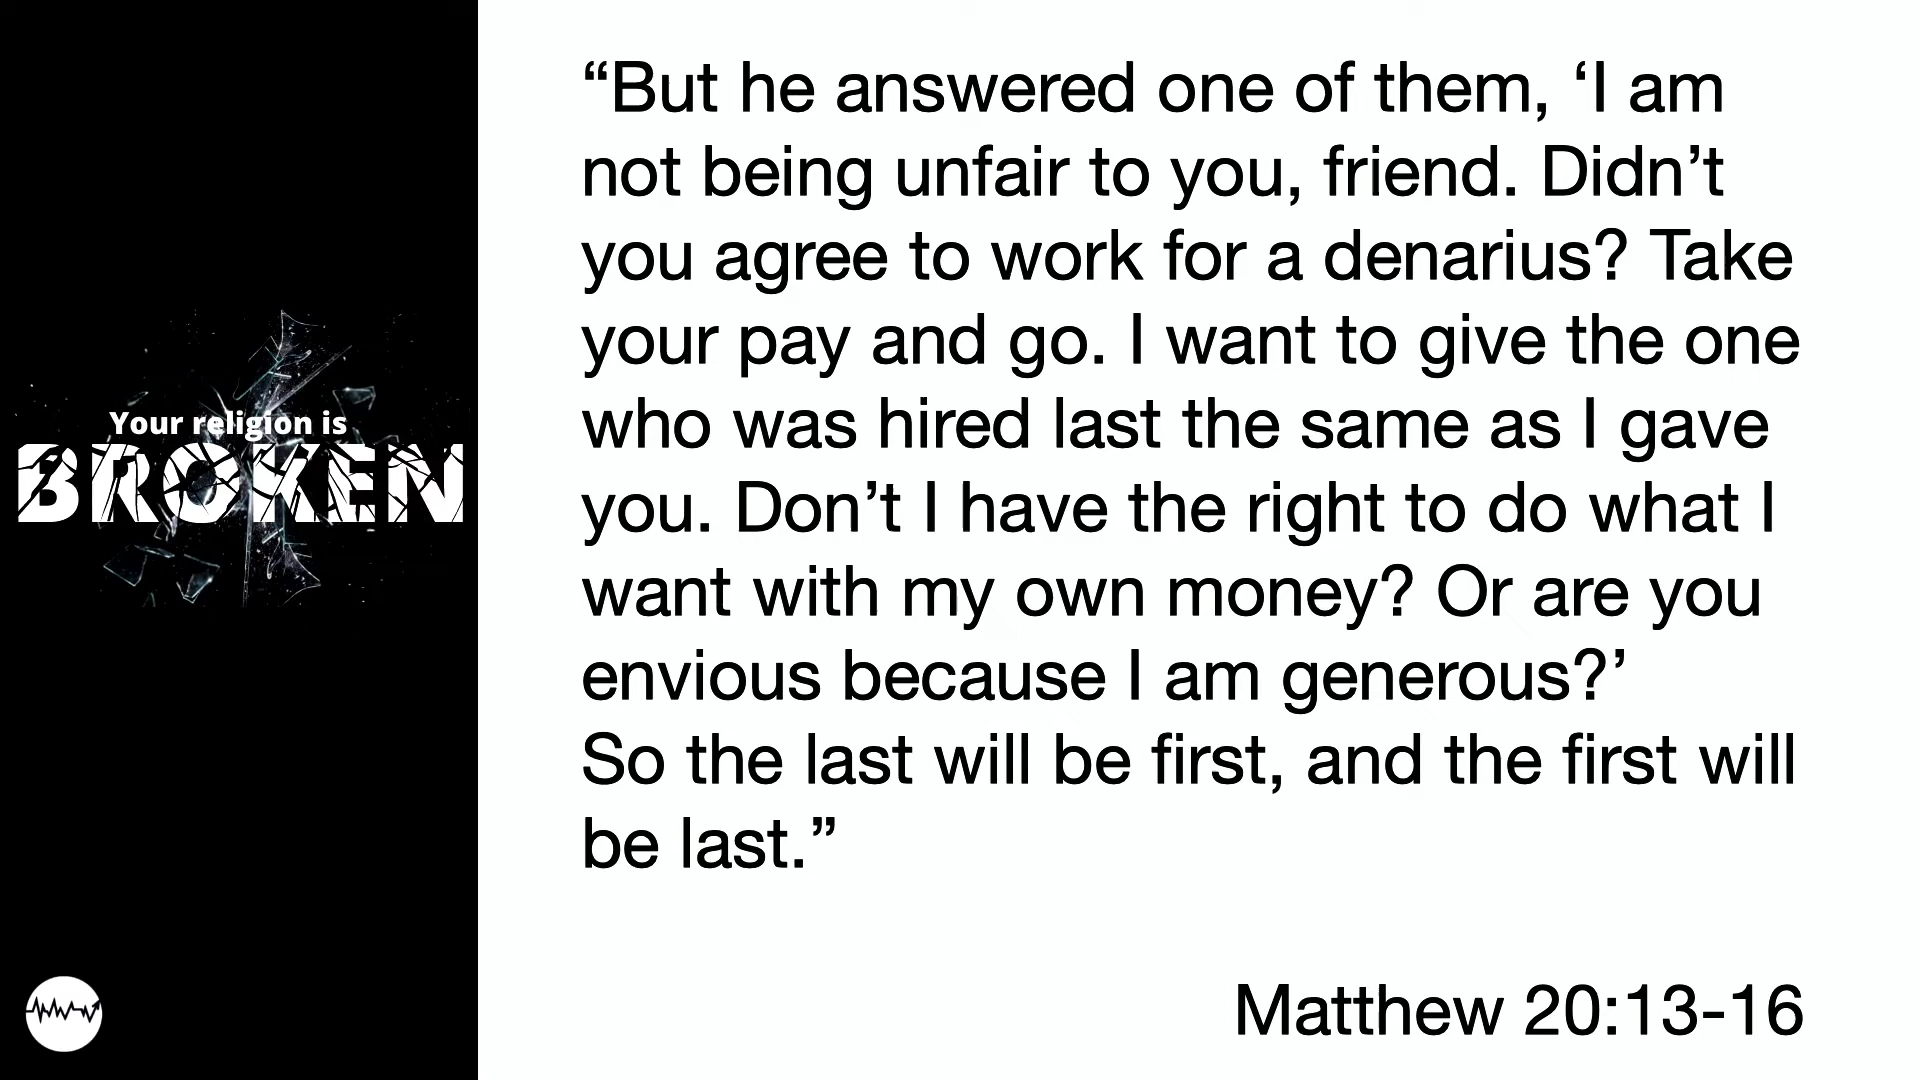 Your religion is
BROKEN
“But he answered one of them, ‘I am
not being unfair to you, friend. Didn’t
you agree to work for a denarius? Take
your pay and go. I want to give the one
who was hired last the same as I gave
you. Don’t I have the right to do what I
want with my own money? Or are you
envious because I am generous?’
So the last will be first, and the first will
be last.”
Matthew 20:13-16